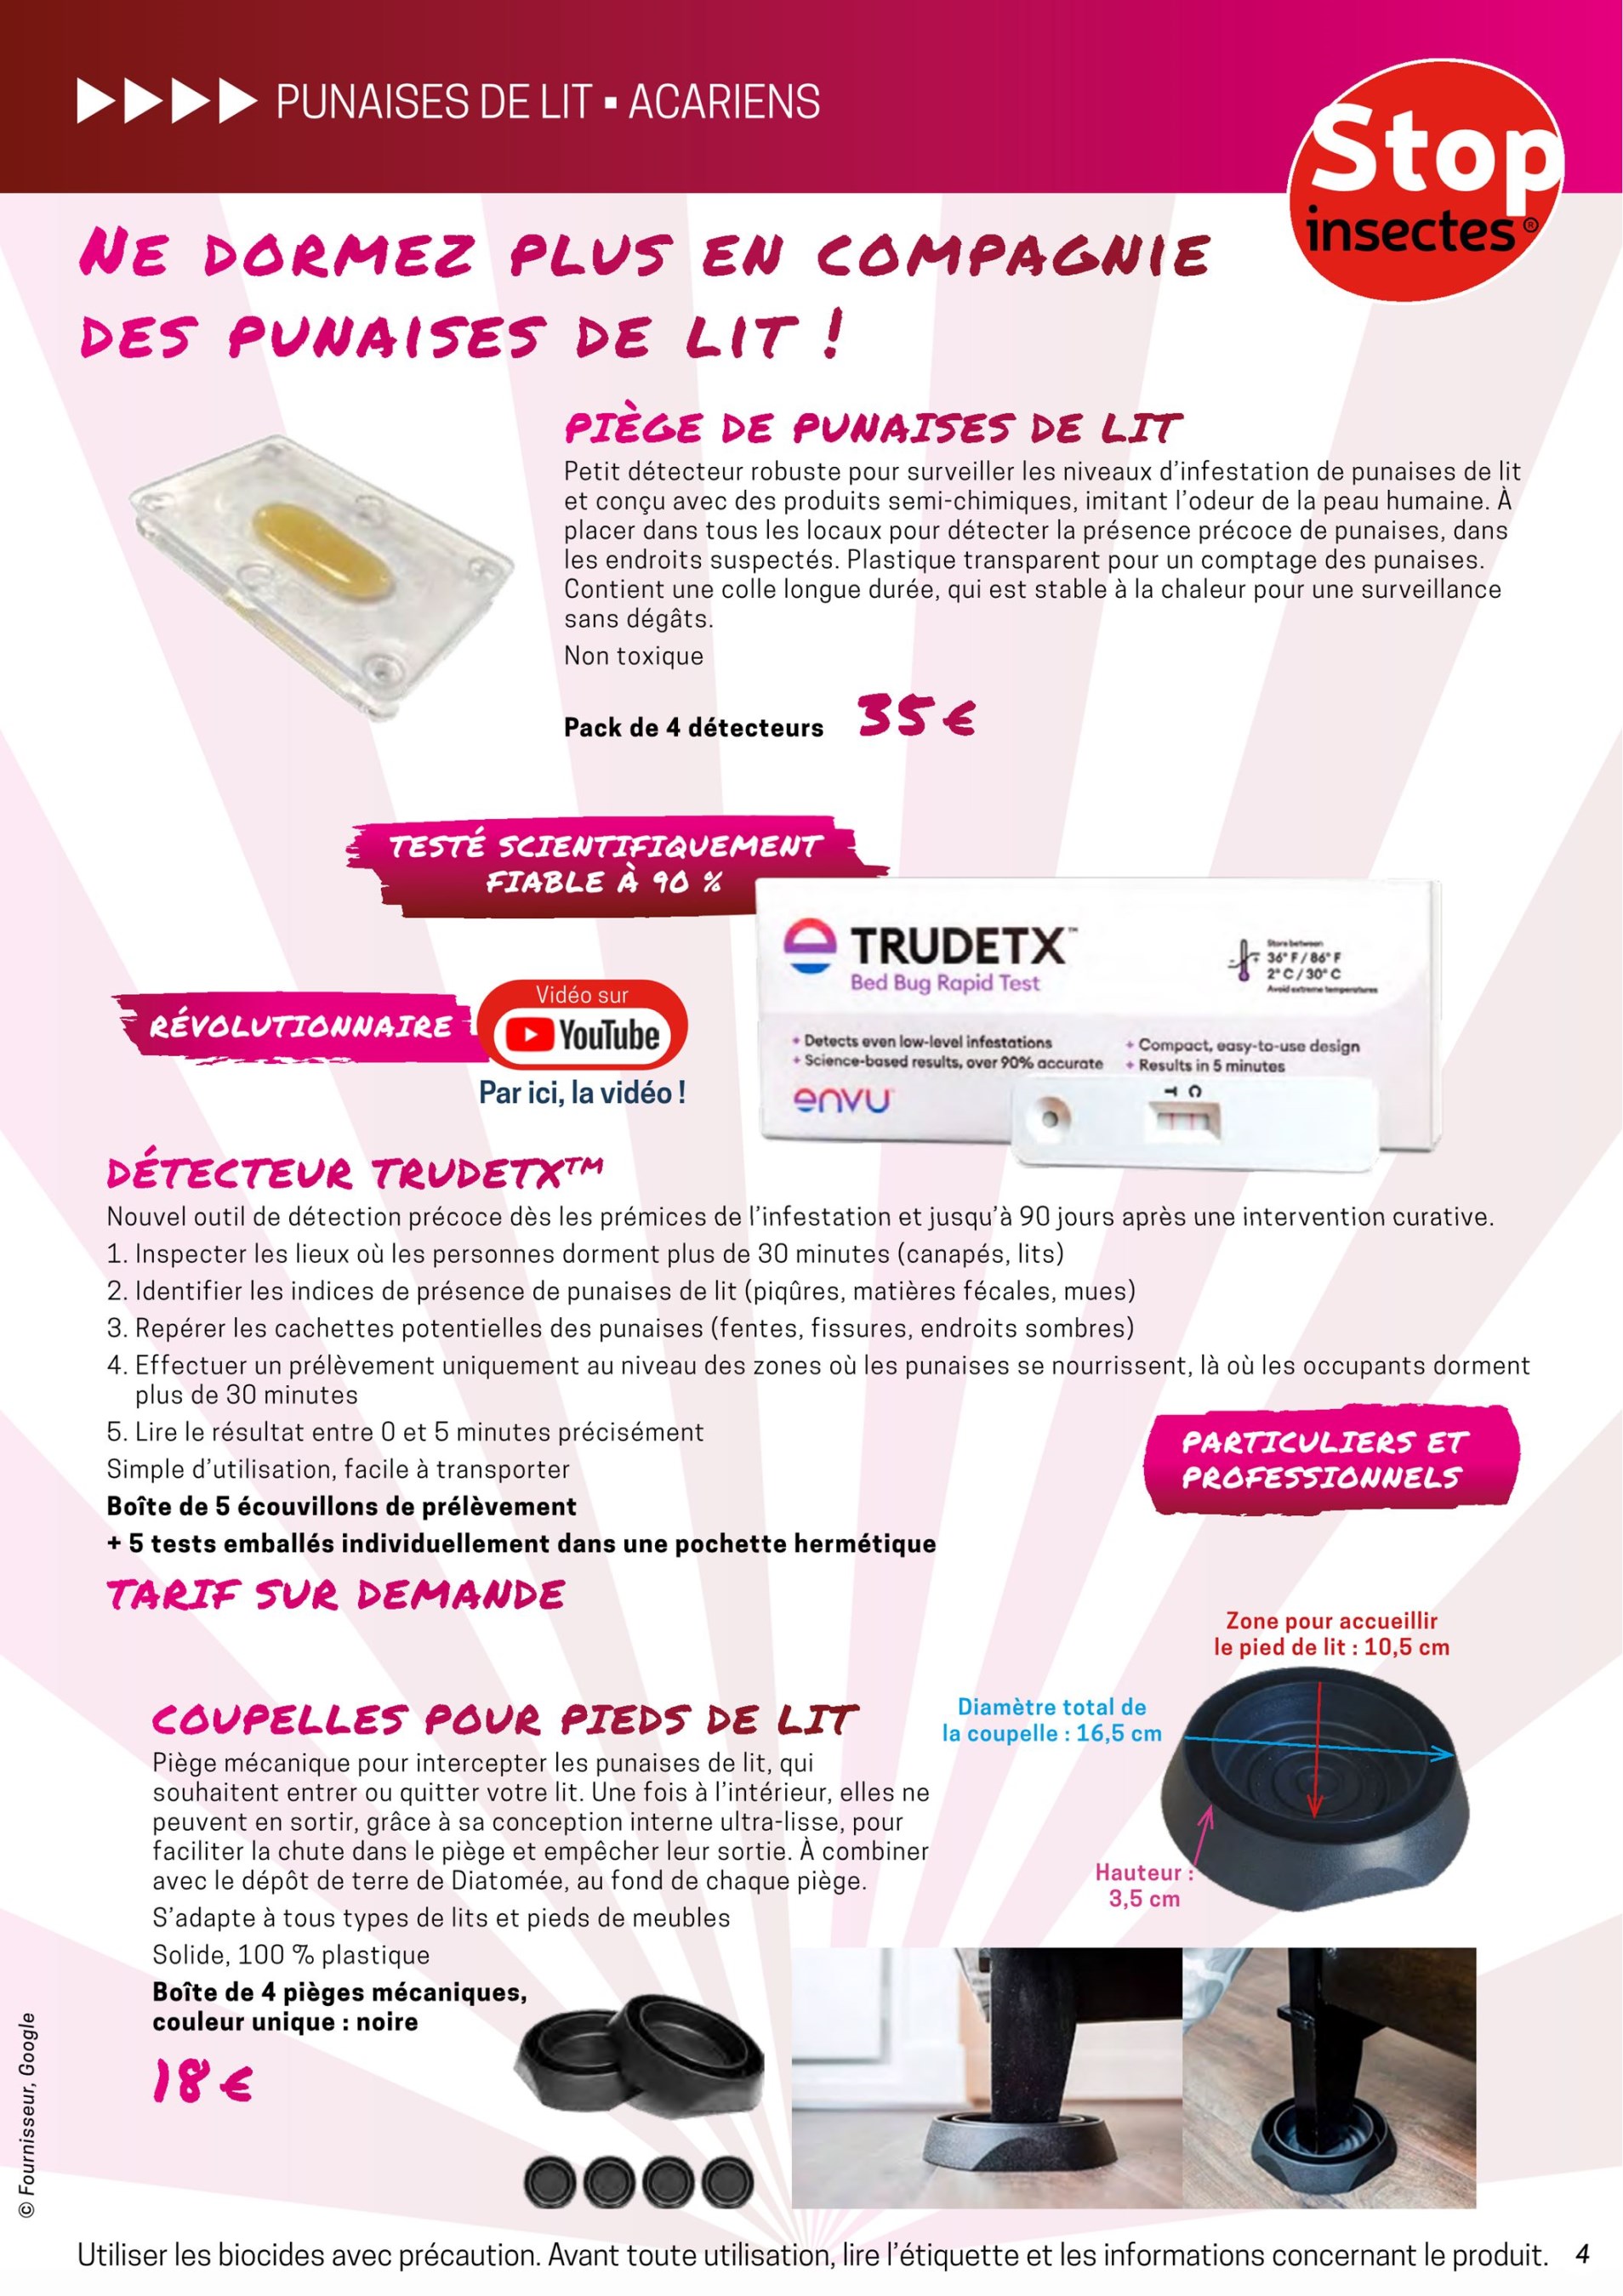 PUNAISES DE LIT ▪ ACARIENS
Stop
insectes®
NE DORMEZ PLUS EN COMPAGNIE
DES PUNAISES DE LIT !
PIÈGE DE PUNAISES DE LIT
Petit détecteur robuste pour surveiller les niveaux d'infestation de punaises de lit
et conçu avec des produits semi-chimiques, imitant l'odeur de la peau humaine. À
placer dans tous les locaux pour détecter la présence précoce de punaises, dans
les endroits suspectés. Plastique transparent pour un comptage des punaises.
Contient une colle longue durée, qui est stable à la chaleur pour une surveillance
sans dégâts.
Non toxique
Pack de 4 détecteurs 35 €
TESTÉ SCIENTIFIQUEMENT
FIABLE À 90 %
RÉVOLUTIONNAIRE
Vidéo sur
YouTube
Par ici, la vidéo !
TRUDETX™
Bed Bug Rapid Test
Store between
36° F / 86° F
2° C / 30° C
Avoid extreme temperatures
+ Detects even low-level infestations
+ Science-based results, over 90% accurate
+ Compact, easy-to-use design
+ Results in 5 minutes
envu
T C
DÉTECTEUR TRUDETX™
Nouvel outil de détection précoce dès les prémices de l'infestation et jusqu'à 90 jours après une intervention curative.
1. Inspecter les lieux où les personnes dorment plus de 30 minutes (canapés, lits)
2. Identifier les indices de présence de punaises de lit (piqûres, matières fécales, mues)
3. Repérer les cachettes potentielles des punaises (fentes, fissures, endroits sombres)
4. Effectuer un prélèvement uniquement au niveau des zones où les punaises se nourrissent, là où les occupants dorment
plus de 30 minutes
5. Lire le résultat entre 0 et 5 minutes précisément
Simple d'utilisation, facile à transporter
Boîte de 5 écouvillons de prélèvement
+ 5 tests emballés individuellement dans une pochette hermétique
TARIF SUR DEMANDE
PARTICULIERS ET
PROFESSIONNELS
COUPELLES POUR PIEDS DE LIT
Piège mécanique pour intercepter les punaises de lit, qui
souhaitent entrer ou quitter votre lit. Une fois à l'intérieur, elles ne
peuvent en sortir, grâce à sa conception interne ultra-lisse, pour
faciliter la chute dans le piège et empêcher leur sortie. À combiner
avec le dépôt de terre de Diatomée, au fond de chaque piège.
S'adapte à tous types de lits et pieds de meubles
Solide, 100 % plastique
Boîte de 4 pièges mécaniques,
couleur unique : noire
18 €
Zone pour accueillir
le pied de lit : 10,5 cm
Diamètre total de
la coupelle : 16,5 cm
Hauteur :
3,5 cm
© Fournisseur, Google
Utiliser les biocides avec précaution. Avant toute utilisation, lire l'étiquette et les informations concernant le produit. 4